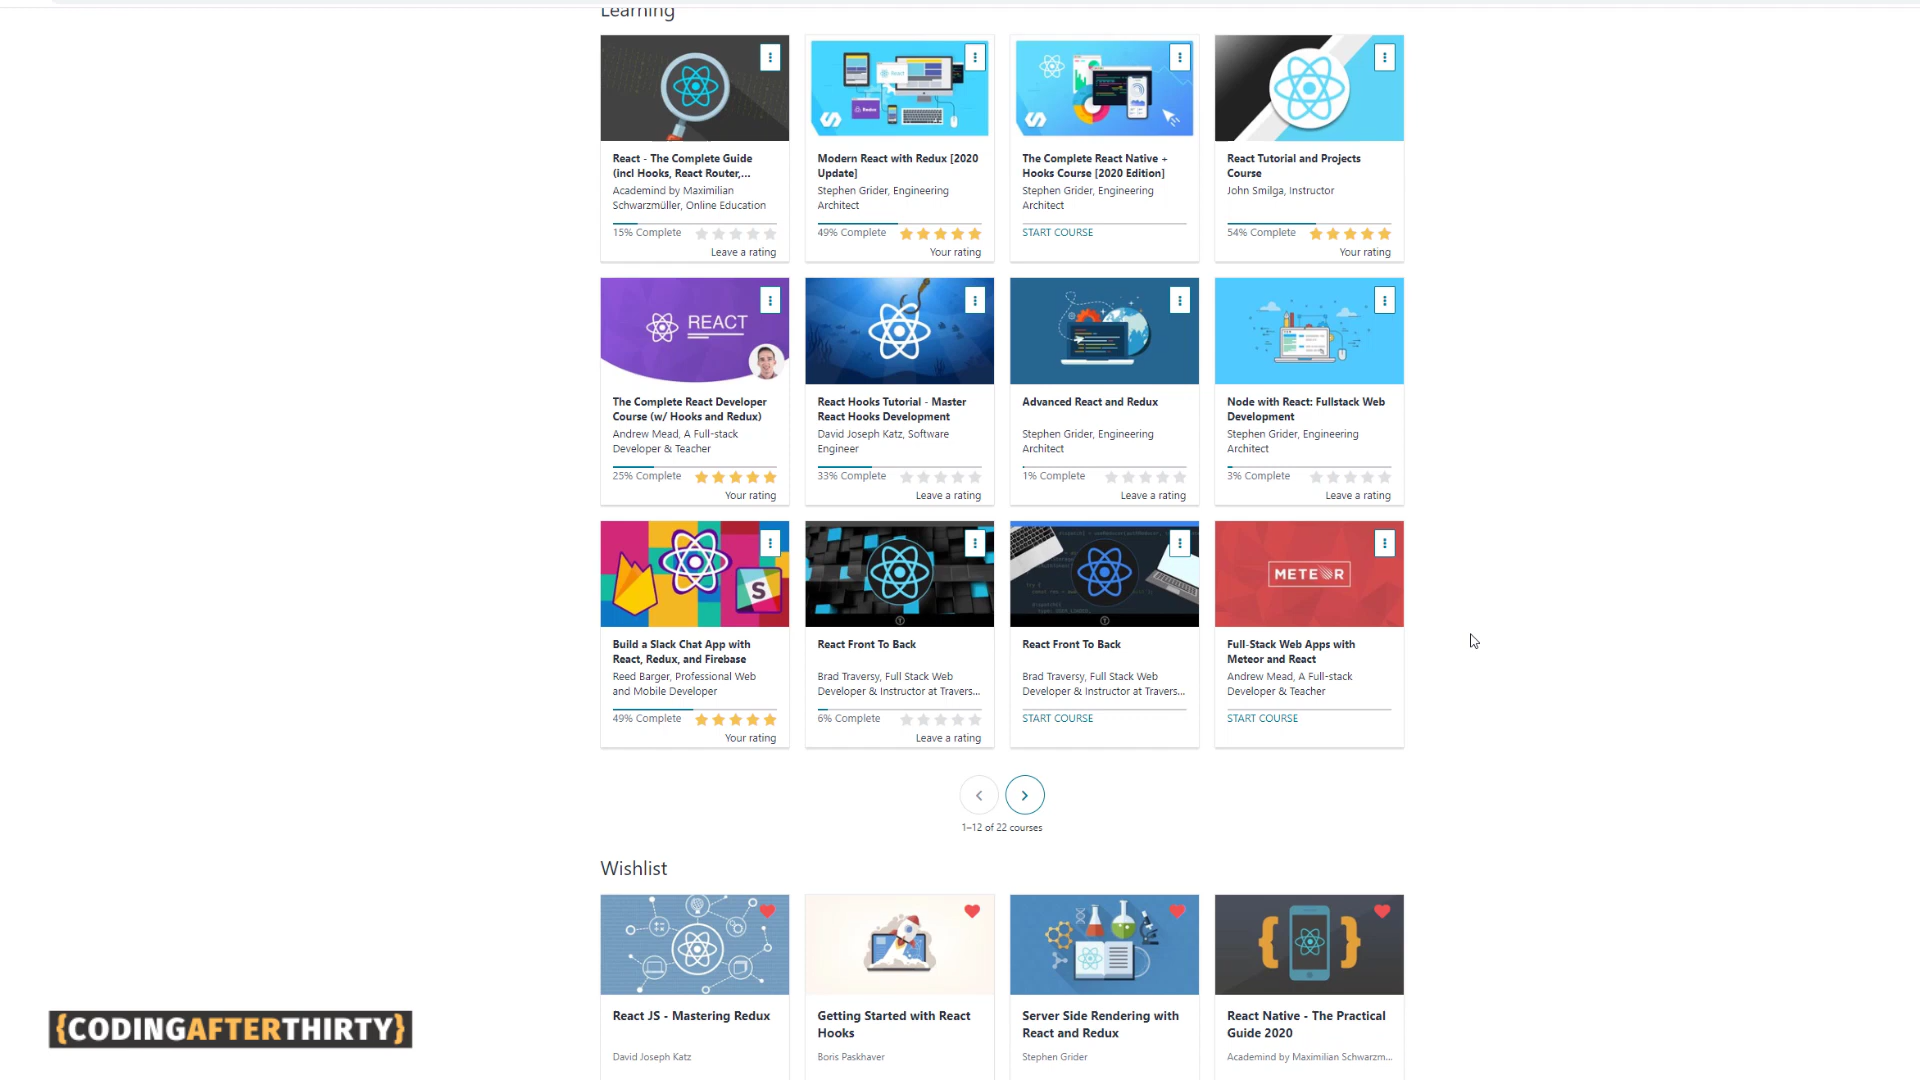 Learning
React - The Complete Guide
(incl Hooks, React Router,...
Academind by Maximilian
Schwarzmüller, Online Education
15% Complete
Leave a rating
Modern React with Redux [2020
Update]
Stephen Grider, Engineering
Architect
49% Complete
Your rating
The Complete React Native +
Hooks Course [2020 Edition]
Stephen Grider, Engineering
Architect
START COURSE
React Tutorial and Projects
Course
John Smilga, Instructor
54% Complete
Your rating
REACT
The Complete React Developer
Course (w/ Hooks and Redux)
Andrew Mead, A Full-stack
Developer & Teacher
25% Complete
Your rating
React Hooks Tutorial - Master
React Hooks Development
David Joseph Katz, Software
Engineer
33% Complete
Leave a rating
Advanced React and Redux
Stephen Grider, Engineering
Architect
1% Complete
Leave a rating
Node with React: Fullstack Web
Development
Stephen Grider, Engineering
Architect
3% Complete
Leave a rating
S
Build a Slack Chat App with
React, Redux, and Firebase
Reed Barger, Professional Web
and Mobile Developer
49% Complete
Your rating
React Front To Back
Brad Traversy, Full Stack Web
Developer & Instructor at Travers...
6% Complete
Leave a rating
React Front To Back
Brad Traversy, Full Stack Web
Developer & Instructor at Travers...
START COURSE
METEOR
Full-Stack Web Apps with
Meteor and React
Andrew Mead, A Full-stack
Developer & Teacher
START COURSE
1–12 of 22 courses
Wishlist
React JS - Mastering Redux
David Joseph Katz
Getting Started with React
Hooks
Boris Paskhaver
Server Side Rendering with
React and Redux
Stephen Grider
React Native - The Practical
Guide 2020
Academind by Maximilian Schwarzm...
{CODINGAFTERTHIRTY}